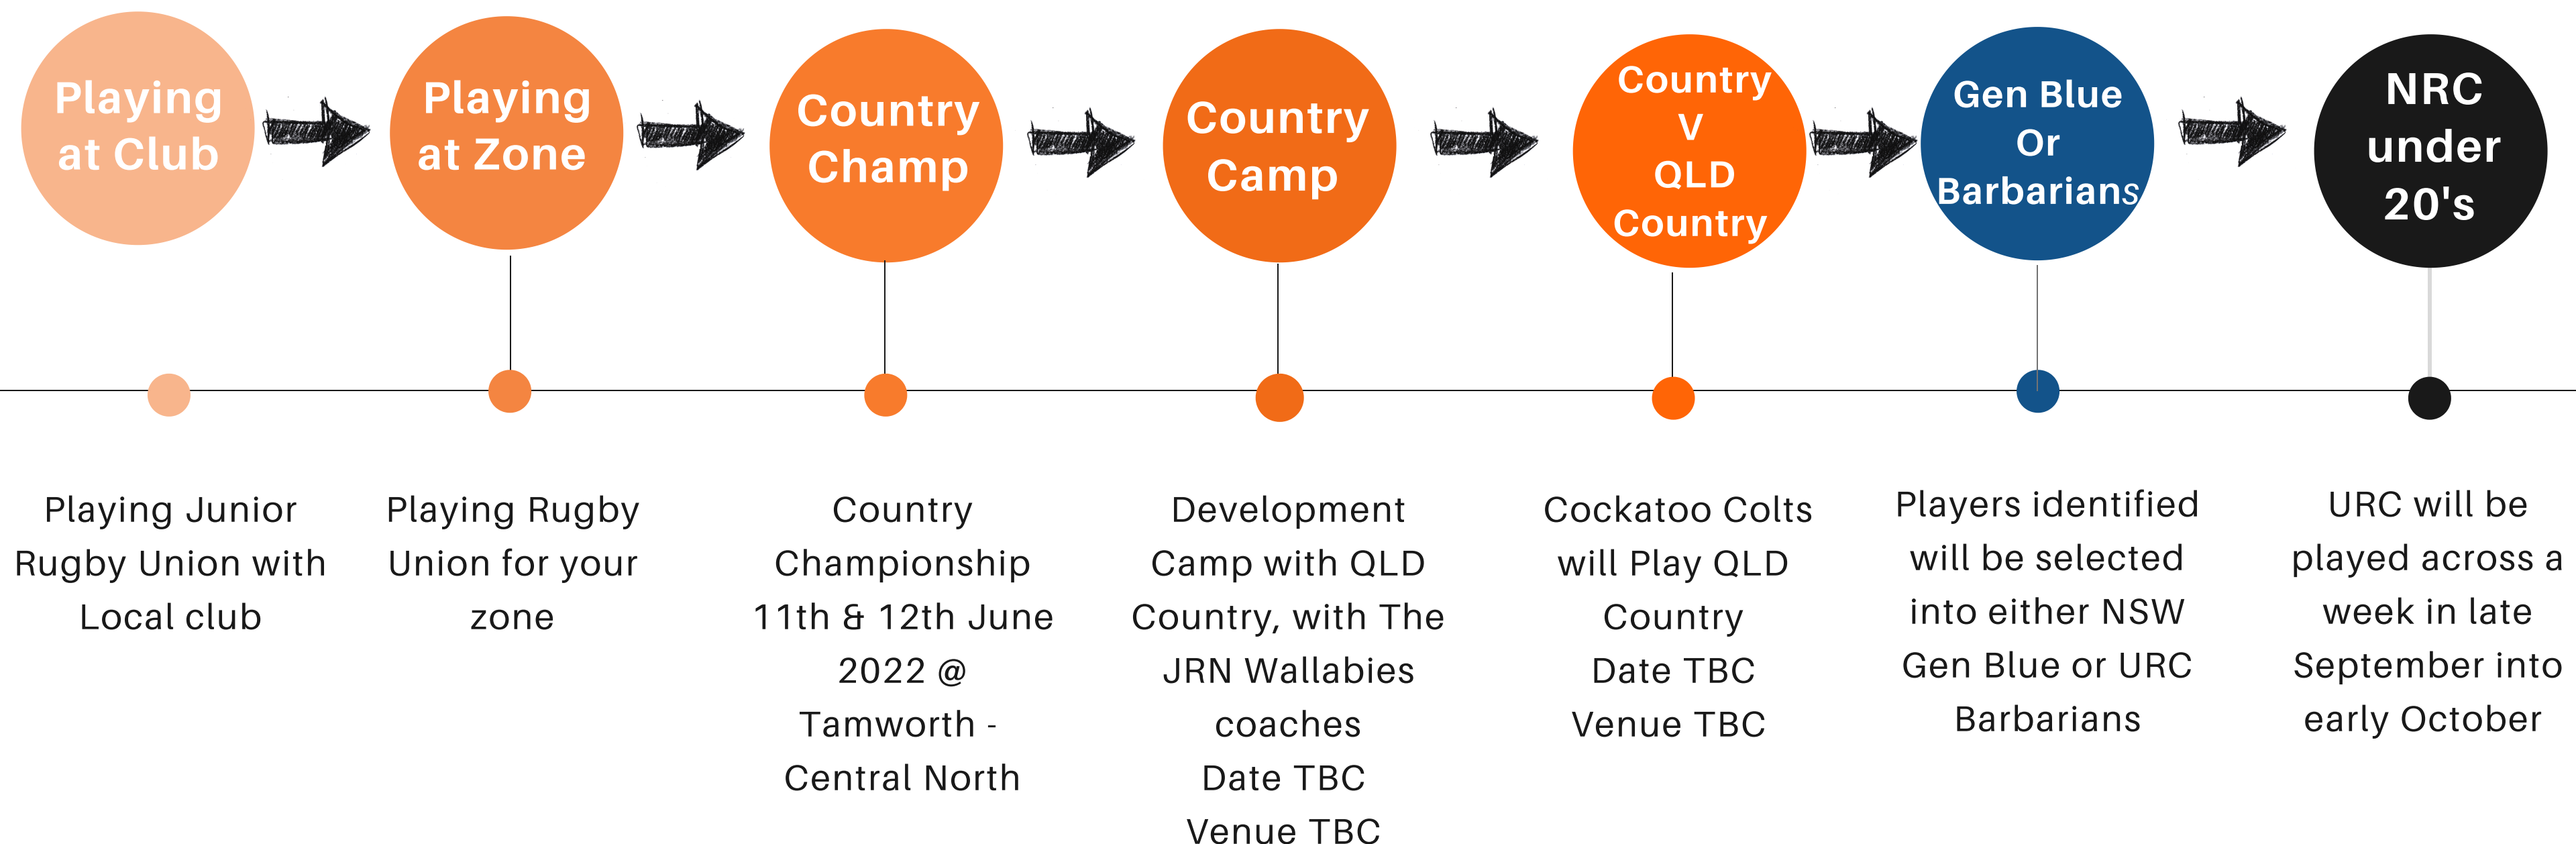 Playing
at Club
Playing
at Zone
Country
Champ
Country
Camp
Country
V
QLD
Country
Gen Blue
Or
Barbarians
NRC
under
20's
Playing Junior
Rugby Union with
Local club
Playing Rugby
Union for your
zone
Country
Championship
11th & 12th June
2022 @
Tamworth -
Central North
Development
Camp with QLD
Country, with The
JRN Wallabies
coaches
Date TBC
Venue TBC
Cockatoo Colts
will Play QLD
Country
Date TBC
Venue TBC
Players identified
will be selected
into either NSW
Gen Blue or URC
Barbarians
URC will be
played across a
week in late
September into
early October